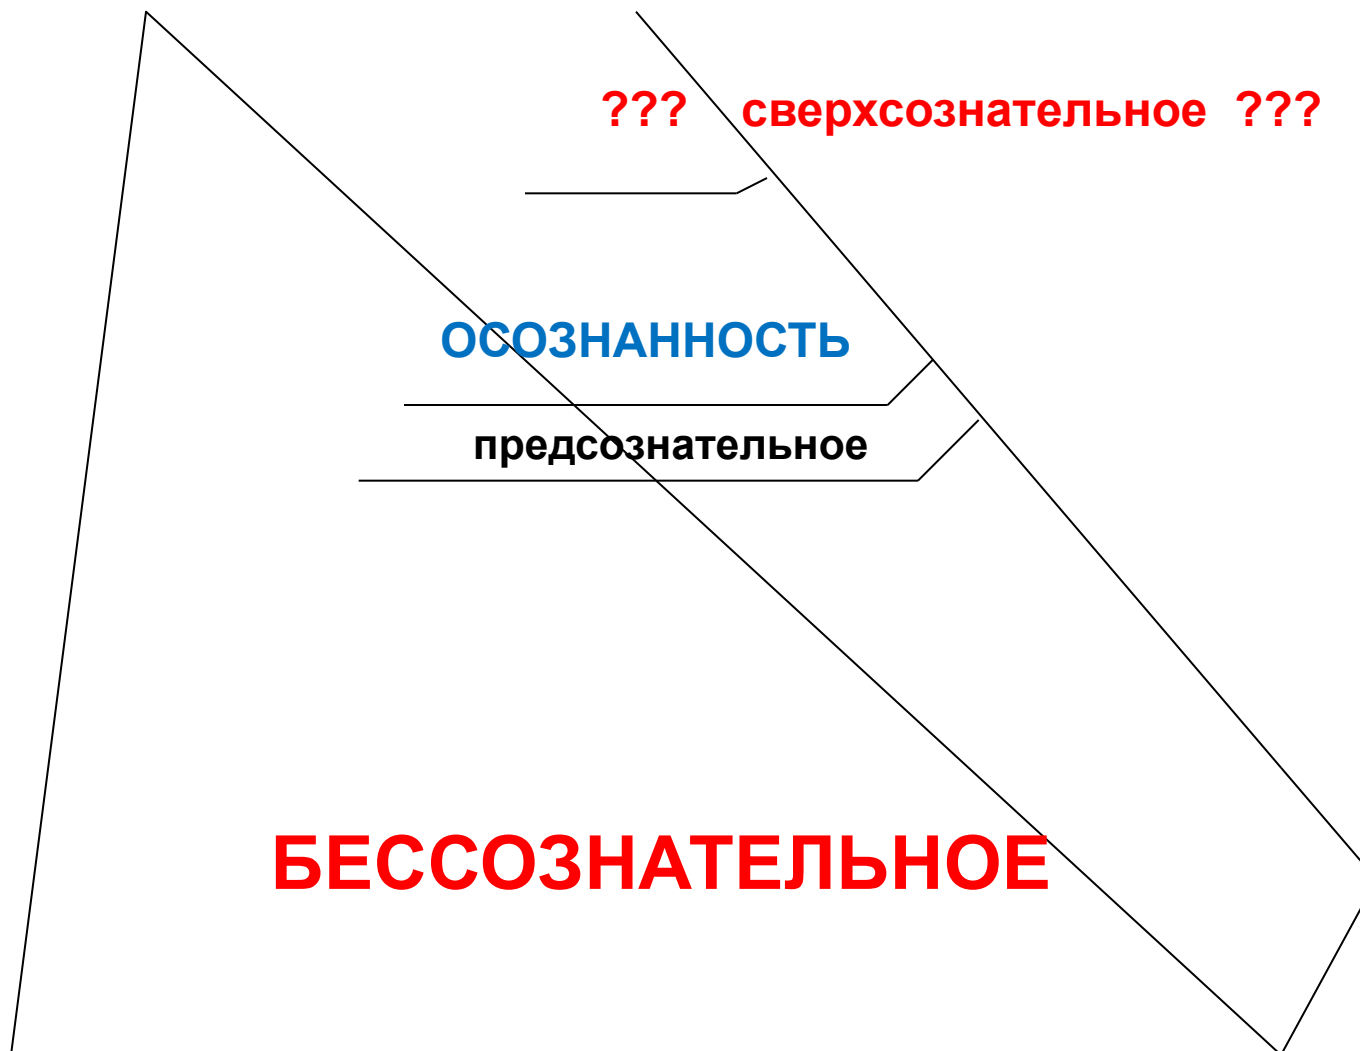 ??? сверхсознательное ???
ОСОЗНАННОСТЬ
предсознательное
БЕССОЗНАТЕЛЬНОЕ